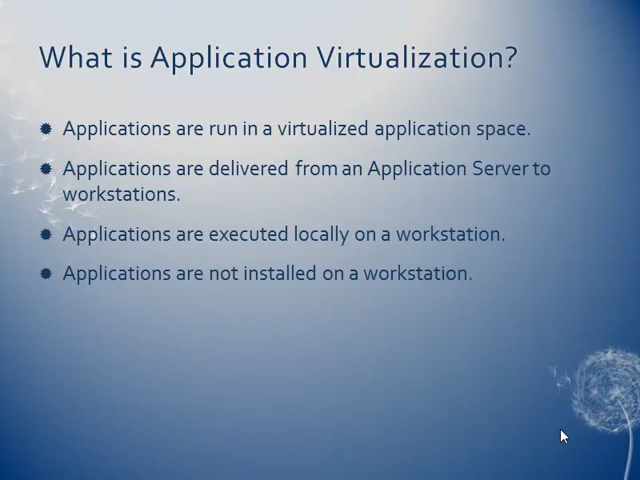 What is Application Virtualization?
Applications are run in a virtualized application space.
Applications are delivered from an Application Server to
workstations.
Applications are executed locally on a workstation.
Applications are not installed on a workstation.